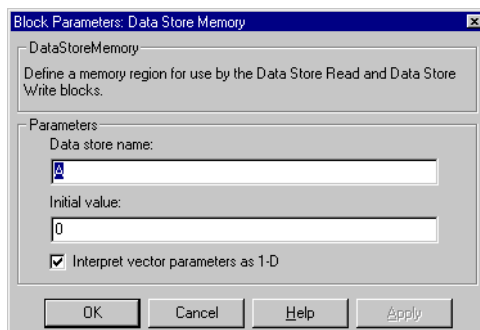 Block Parameters: Data Store Memory
DataStoreMemory
Define a memory region for use by the Data Store Read and Data Store
Write blocks.
Parameters
Data store name:
A
Initial value:
0
Interpret vector parameters as 1-D
OK Cancel Help Apply